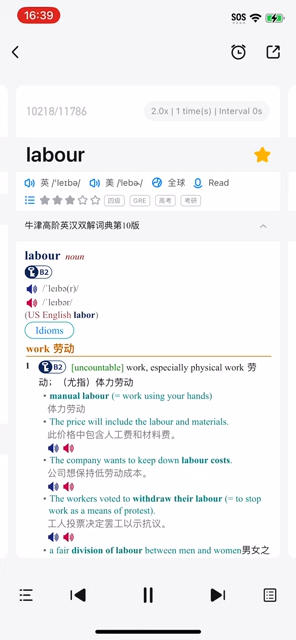 16:39
SOS
10218/11786
2.0x | 1 time(s) | Interval 0s
labour
英 /'leɪbə/ 美 /'lebɚ/ 全球 Read
四级 GRE 高考 考研
牛津高阶英汉双解词典第10版
labour noun
B2
/ˈleɪbə(r)/
/ˈleɪbər/
(US English labor)
Idioms
work 劳动
1 B2 [uncountable] work, especially physical work 劳
动；（尤指）体力劳动
• manual labour (= work using your hands)
体力劳动
• The price will include the labour and materials.
此价格中包含人工费和材料费。
• The company wants to keep down labour costs.
公司想保持低劳动成本。
• The workers voted to withdraw their labour (= to stop
work as a means of protest).
工人投票决定罢工以示抗议。
• a fair division of labour between men and women男女之